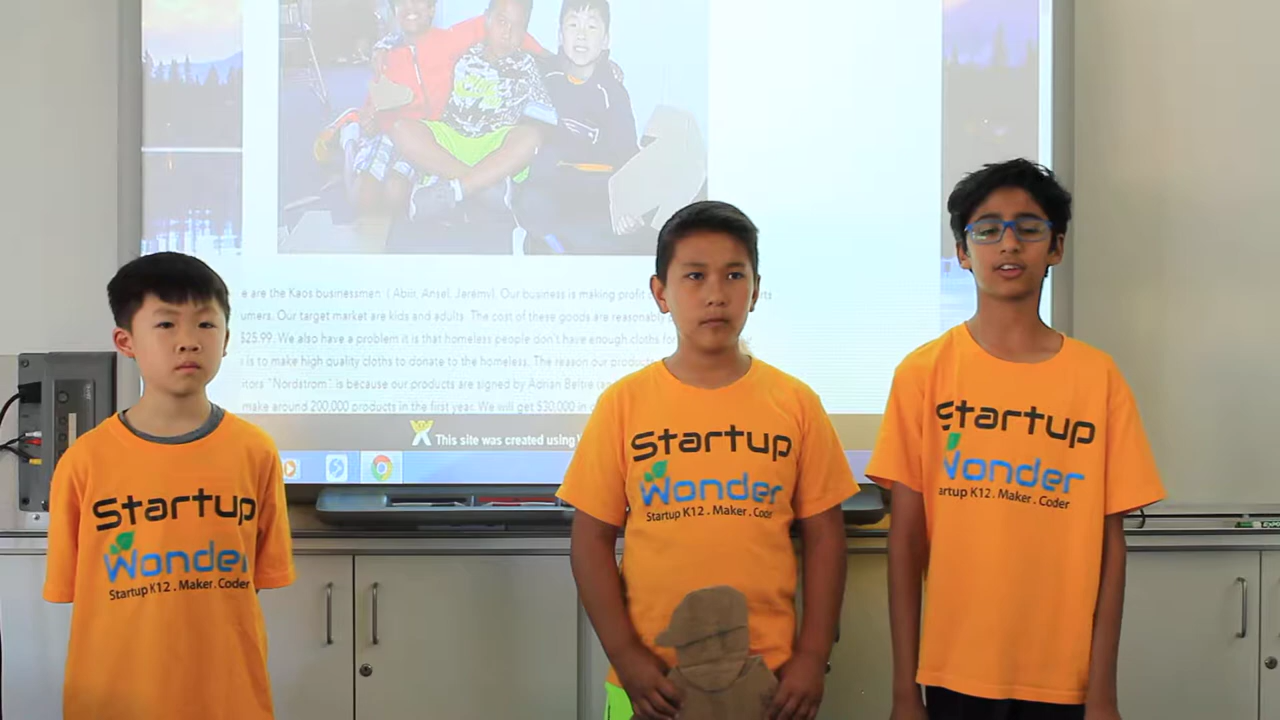 e are the Kaos businessmen ( Abiir, Ansel, Jeremy). Our business is making profit
umers. Our target market are kids and adults. The cost of these goods are reasonably
$25.99. We also have a problem it is that homeless people don't have enough cloths for
is to make high quality cloths to donate to the homeless. The reason our
itors "Nordstrom" is because our products are signed by Adrian Beltre
make around 200,000 products in the first year. We will get $30,000 in
This site was created using
Startup
Wonder
Startup K12 . Maker . Coder
Startup
Wonder
Startup K12 . Maker . Coder
Startup
Wonder
Startup K12 . Maker . Coder